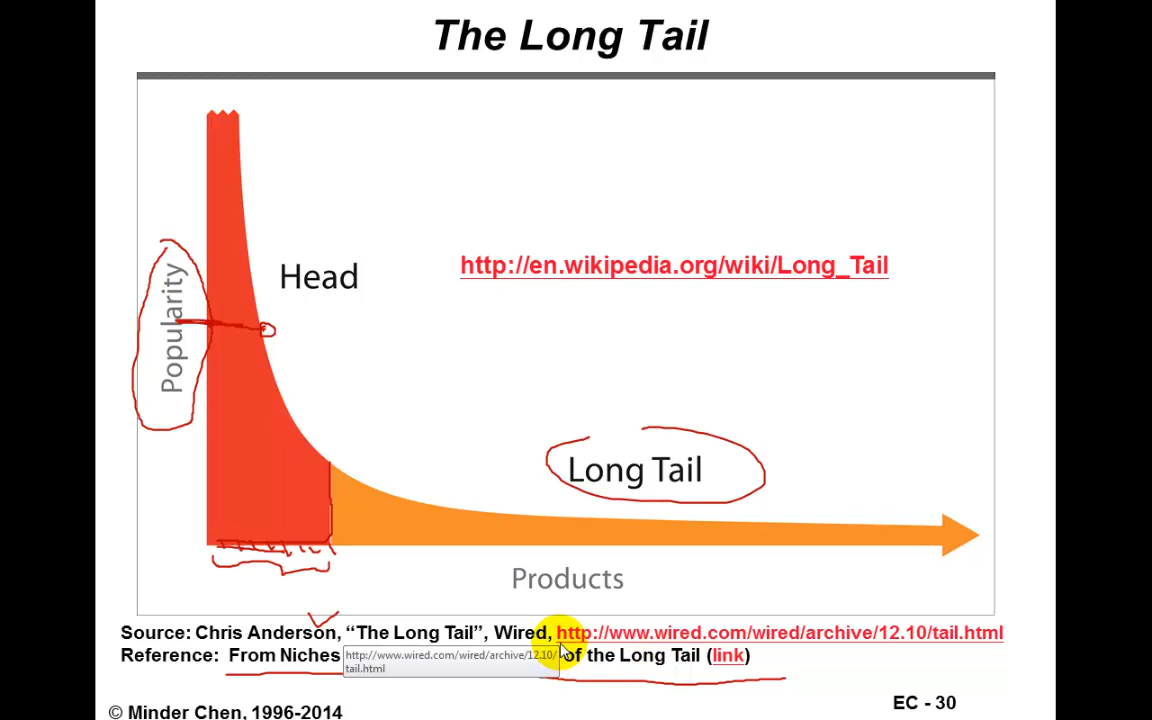 The Long Tail
Popularity
Head
http://en.wikipedia.org/wiki/Long_Tail
Long Tail
Products
Source: Chris Anderson, “The Long Tail”, Wired, http://www.wired.com/wired/archive/12.10/tail.html
Reference: From Niches of the Long Tail (link)
http://www.wired.com/wired/archive/12.10/
tail.html
EC - 30
© Minder Chen, 1996-2014